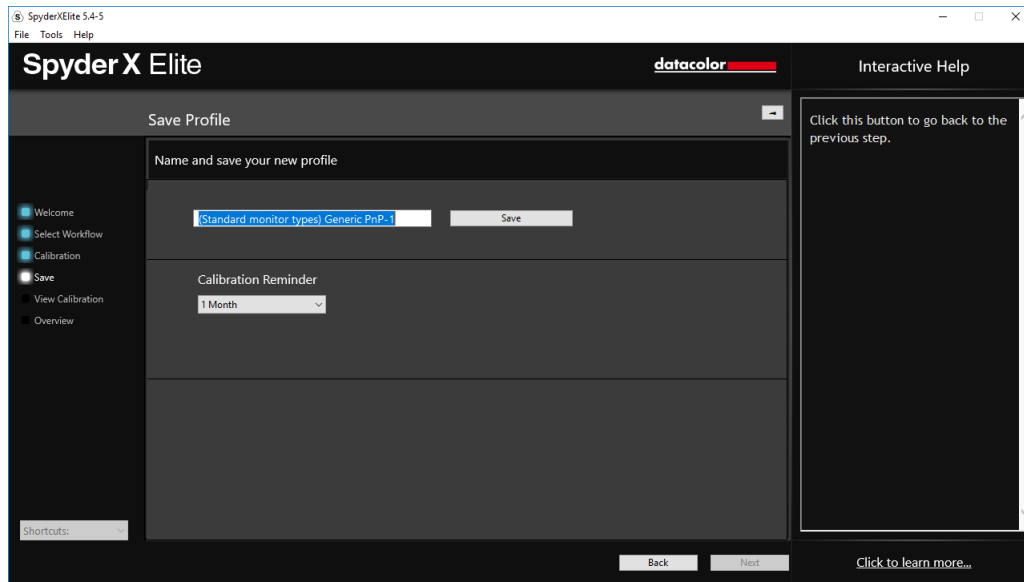 SpyderXElite 5.4-5
File Tools Help
Spyder X Elite
datacolor
Interactive Help
Save Profile
Click this button to go back to the
previous step.
Name and save your new profile
(Standard monitor types) Generic PnP-1
Save
Welcome
Select Workflow
Calibration
Save
View Calibration
Overview
Calibration Reminder
1 Month
Shortcuts:
Back
Next
Click to learn more...